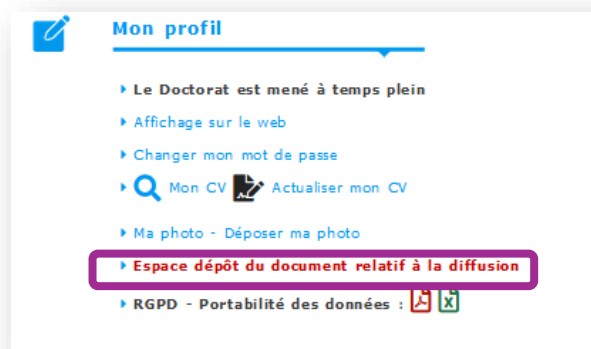 Mon profil
Le Doctorat est mené à temps plein
Affichage sur le web
Changer mon mot de passe
Mon CV Actualiser mon CV
Ma photo - Déposer ma photo
Espace dépôt du document relatif à la diffusion
RGPD - Portabilité des données :